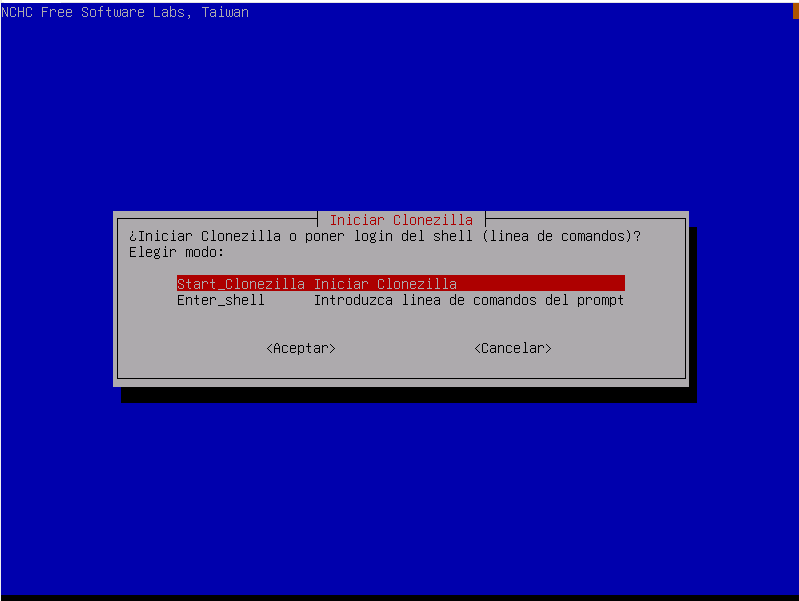 NCHC Free Software Labs, Taiwan
Iniciar Clonezilla
¿Iniciar Clonezilla o poner login del shell (linea de comandos)?
Elegir modo:
Start_Clonezilla Iniciar Clonezilla
Enter_shell Introduzca linea de comandos del prompt
<Aceptar> <Cancelar>